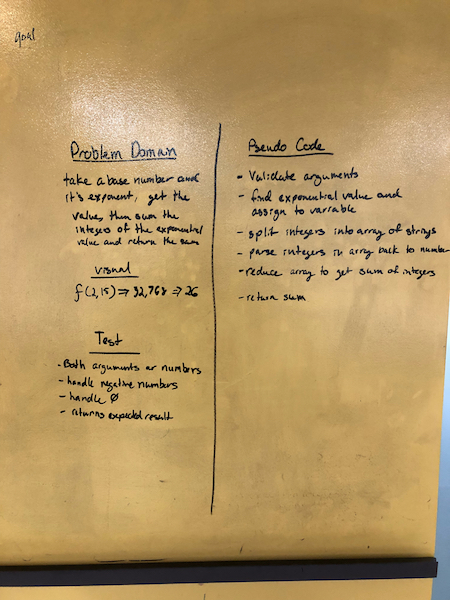 goal
Problem Domain
take a base number and
it's exponent, get the
value, then sum the
integers of the exponential
value and return the sum
Visual
f(2,15) => 32,768 => 26
Test
- Both arguments ar numbers
- handle negative numbers
- handle Ø
- returns expected result
Pseudo Code
- Validate arguments
- find exponential value and
assign to variable
- split integers into array of strings
- parse integers in array back to number
- reduce array to get sum of integers
- return sum